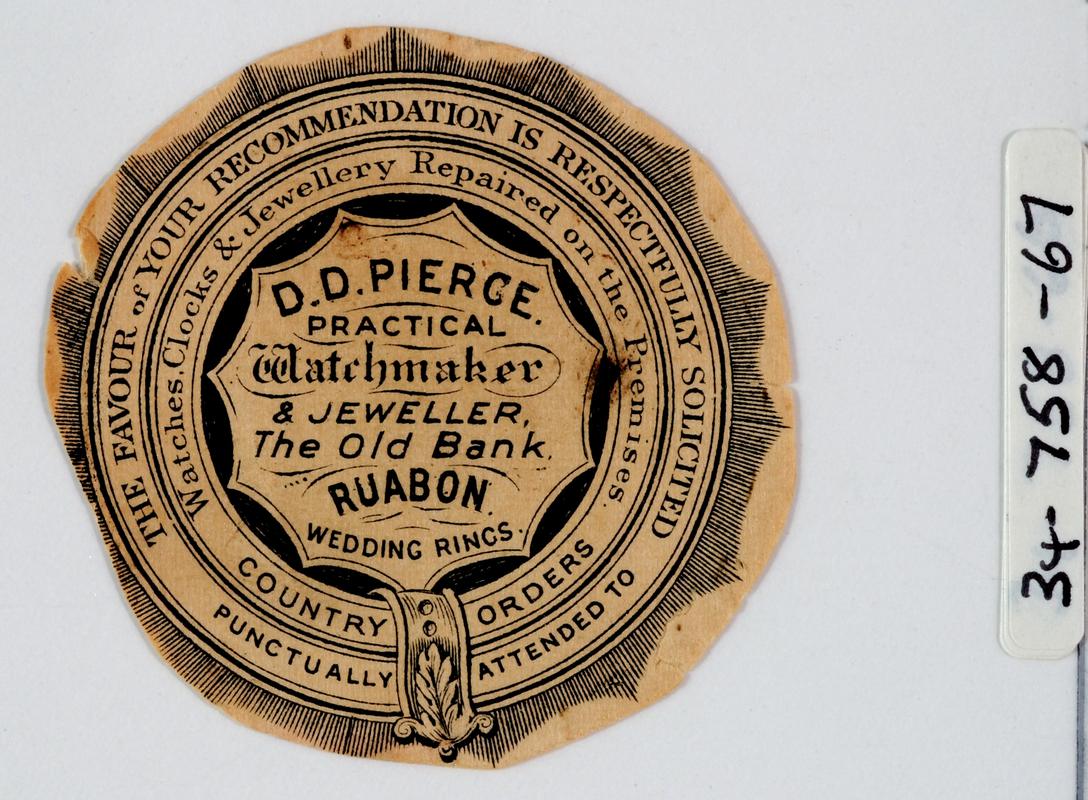 THE FAVOUR of YOUR RECOMMENDATION IS RESPECTFULLY SOLICITED
Watches. Clocks & Jewellery Repaired on the Premises.
D.D. PIERCE.
PRACTICAL
Watchmaker
& JEWELLER,
The Old Bank,
RUABON.
WEDDING RINGS.
COUNTRY ORDERS
PUNCTUALLY ATTENDED TO
34-758-67